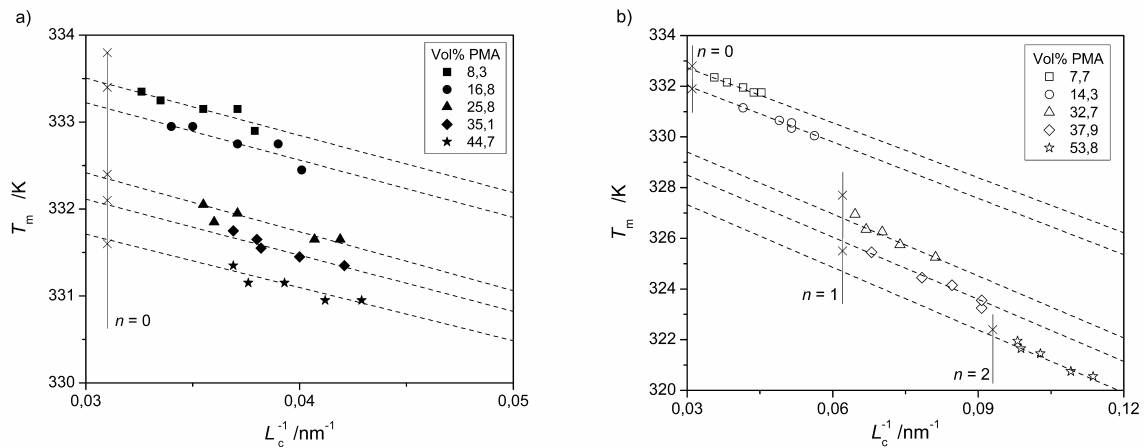 a)
334
333
332
331
330
T_m /K
0,03
0,04
0,05
L_c^-1 /nm^-1
n = 0
Vol% PMA
8,3
16,8
25,8
35,1
44,7
b)
334
332
330
328
326
324
322
320
T_m /K
0,03
0,06
0,09
0,12
L_c^-1 /nm^-1
n = 0
n = 1
n = 2
Vol% PMA
7,7
14,3
32,7
37,9
53,8